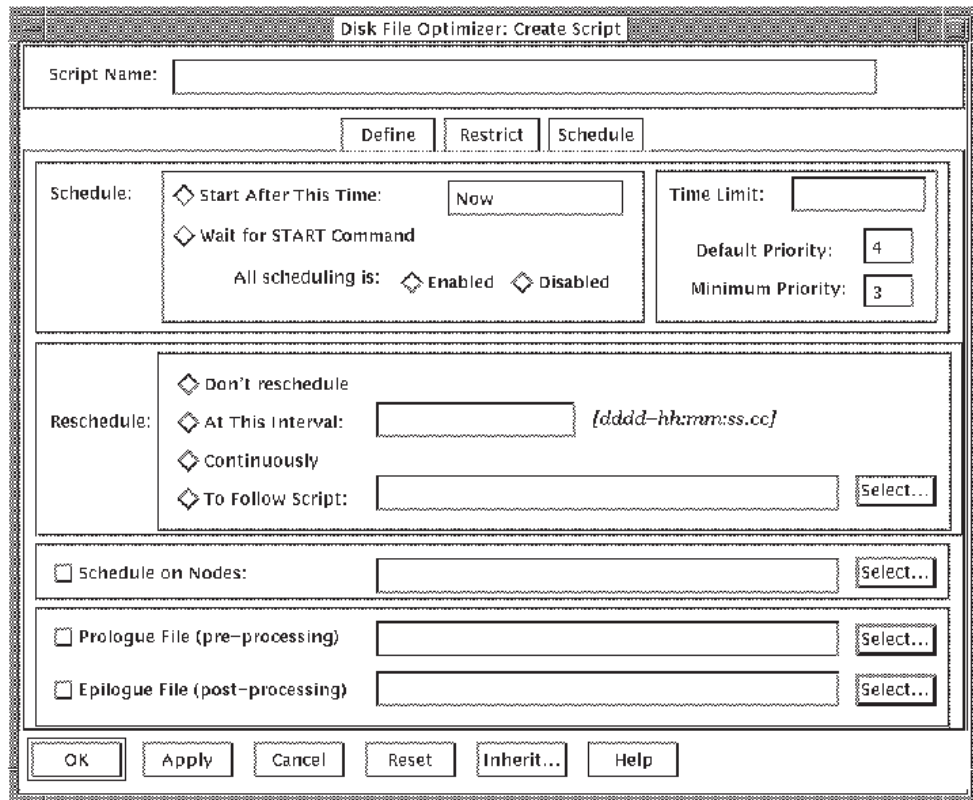 Disk File Optimizer: Create Script
Script Name:
Define Restrict Schedule
Schedule:
Start After This Time: Now
Wait for START Command
All scheduling is: Enabled Disabled
Time Limit:
Default Priority: 4
Minimum Priority: 3
Reschedule:
Don't reschedule
At This Interval: [dddd-hh:mm:ss.cc]
Continuously
To Follow Script: Select...
Schedule on Nodes: Select...
Prologue File (pre-processing) Select...
Epilogue File (post-processing) Select...
OK Apply Cancel Reset Inherit... Help